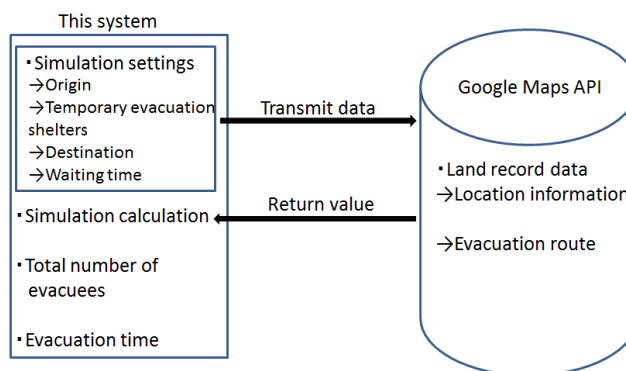 This system
・Simulation settings
→Origin
→Temporary evacuation
shelters
→Destination
→Waiting time
・Simulation calculation
・Total number of
evacuees
・Evacuation time
Transmit data
Return value
Google Maps API
・Land record data
→Location information
→Evacuation route